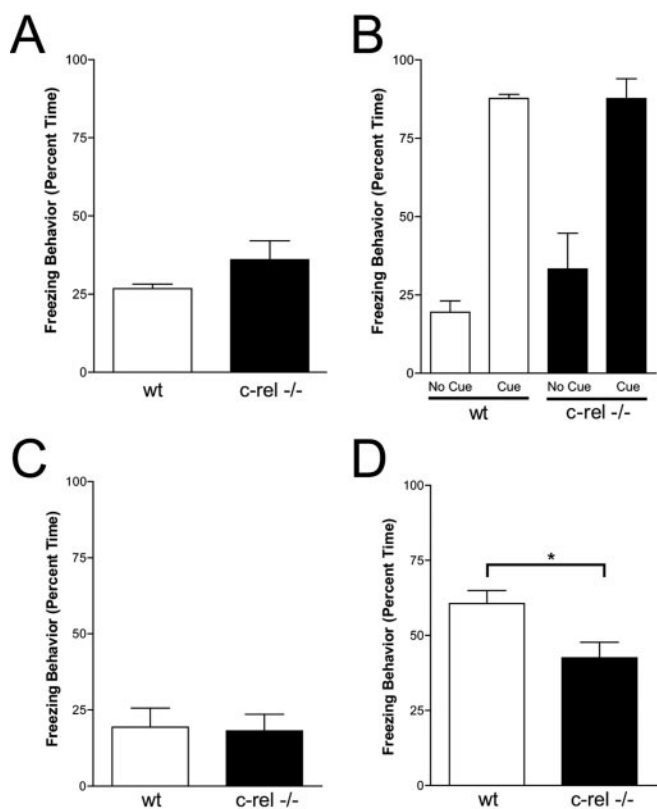 A
Freezing Behavior (Percent Time)
100
75
50
25
0
wt
c-rel -/-
B
Freezing Behavior (Percent Time)
100
75
50
25
0
No Cue
Cue
No Cue
Cue
wt
c-rel -/-
C
Freezing Behavior (Percent Time)
100
75
50
25
0
wt
c-rel -/-
D
Freezing Behavior (Percent Time)
100
75
50
25
0
*
wt
c-rel -/-